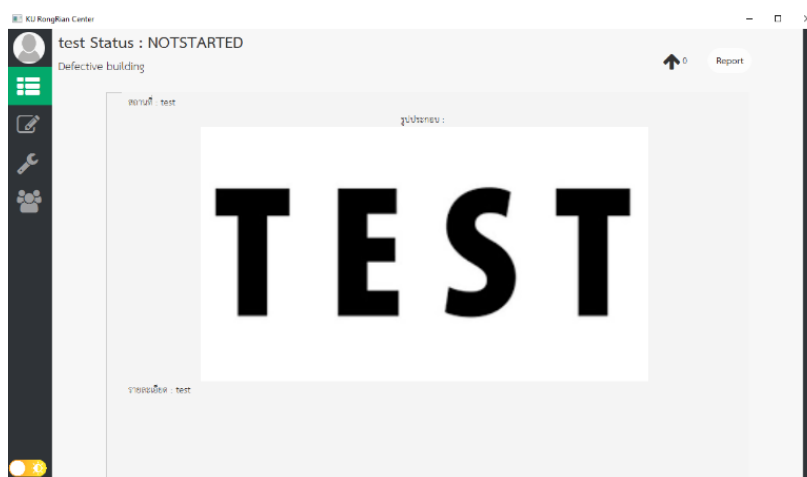 KU RongRian Center
test Status : NOTSTARTED
Defective building
0
Report
สถานที่ : test
รูปประกอบ :
TEST
รายละเอียด : test